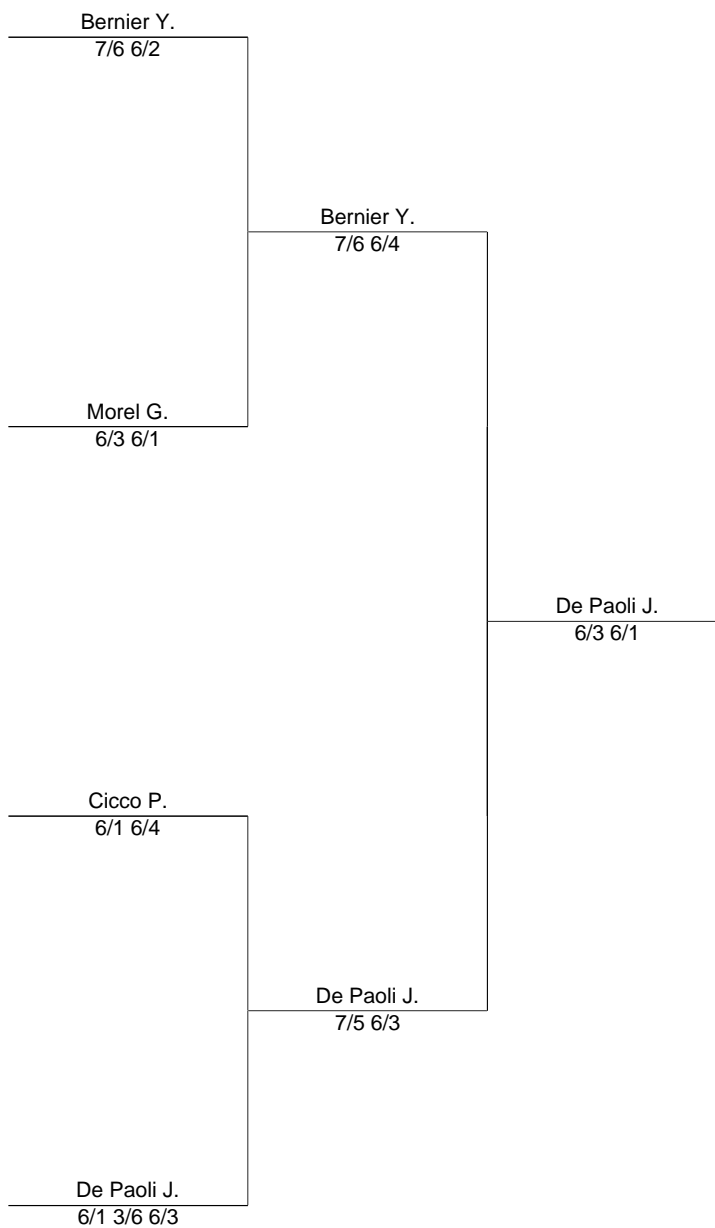 Bernier Y.
7/6 6/2
Bernier Y.
7/6 6/4
Morel G.
6/3 6/1
De Paoli J.
6/3 6/1
Cicco P.
6/1 6/4
De Paoli J.
7/5 6/3
De Paoli J.
6/1 3/6 6/3